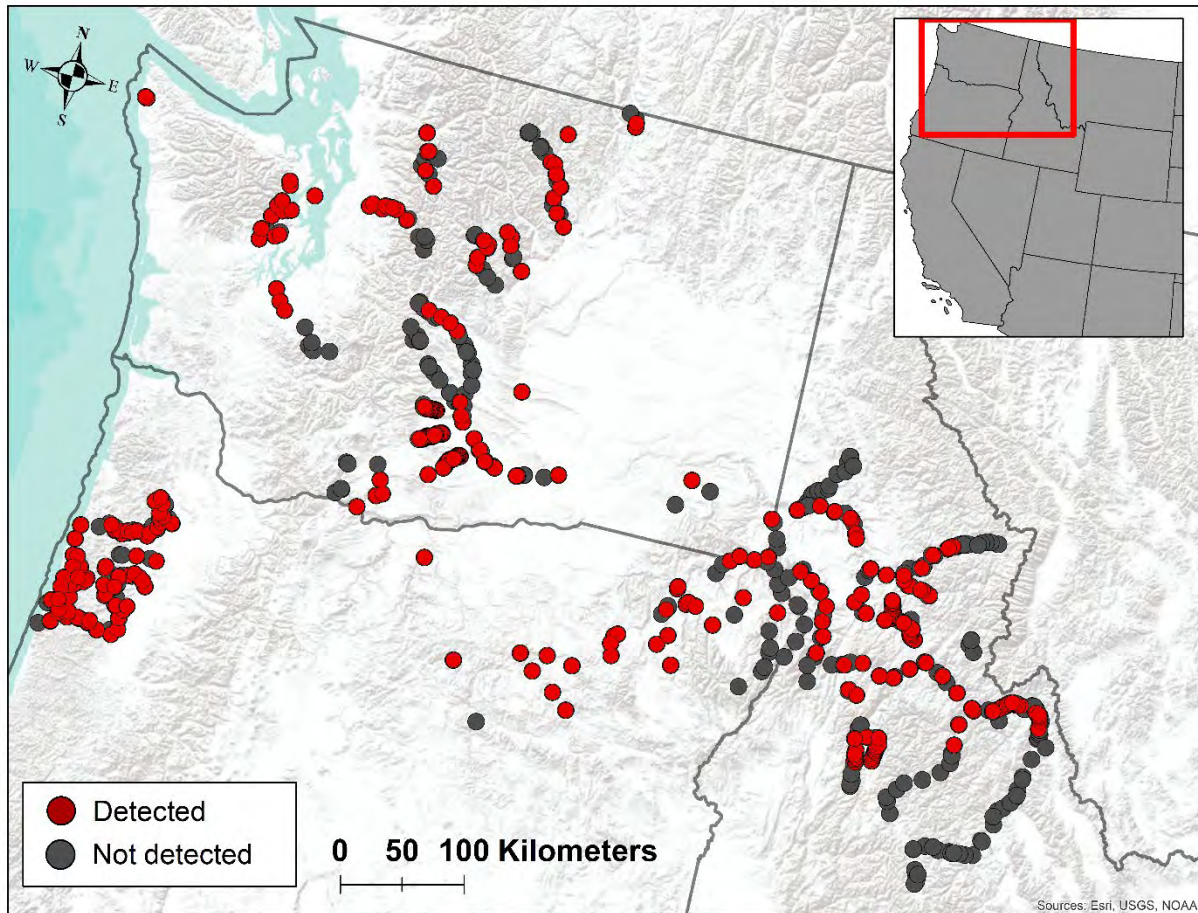 N
W
E
S
Detected
Not detected
0 50 100 Kilometers
Sources: Esri, USGS, NOAA